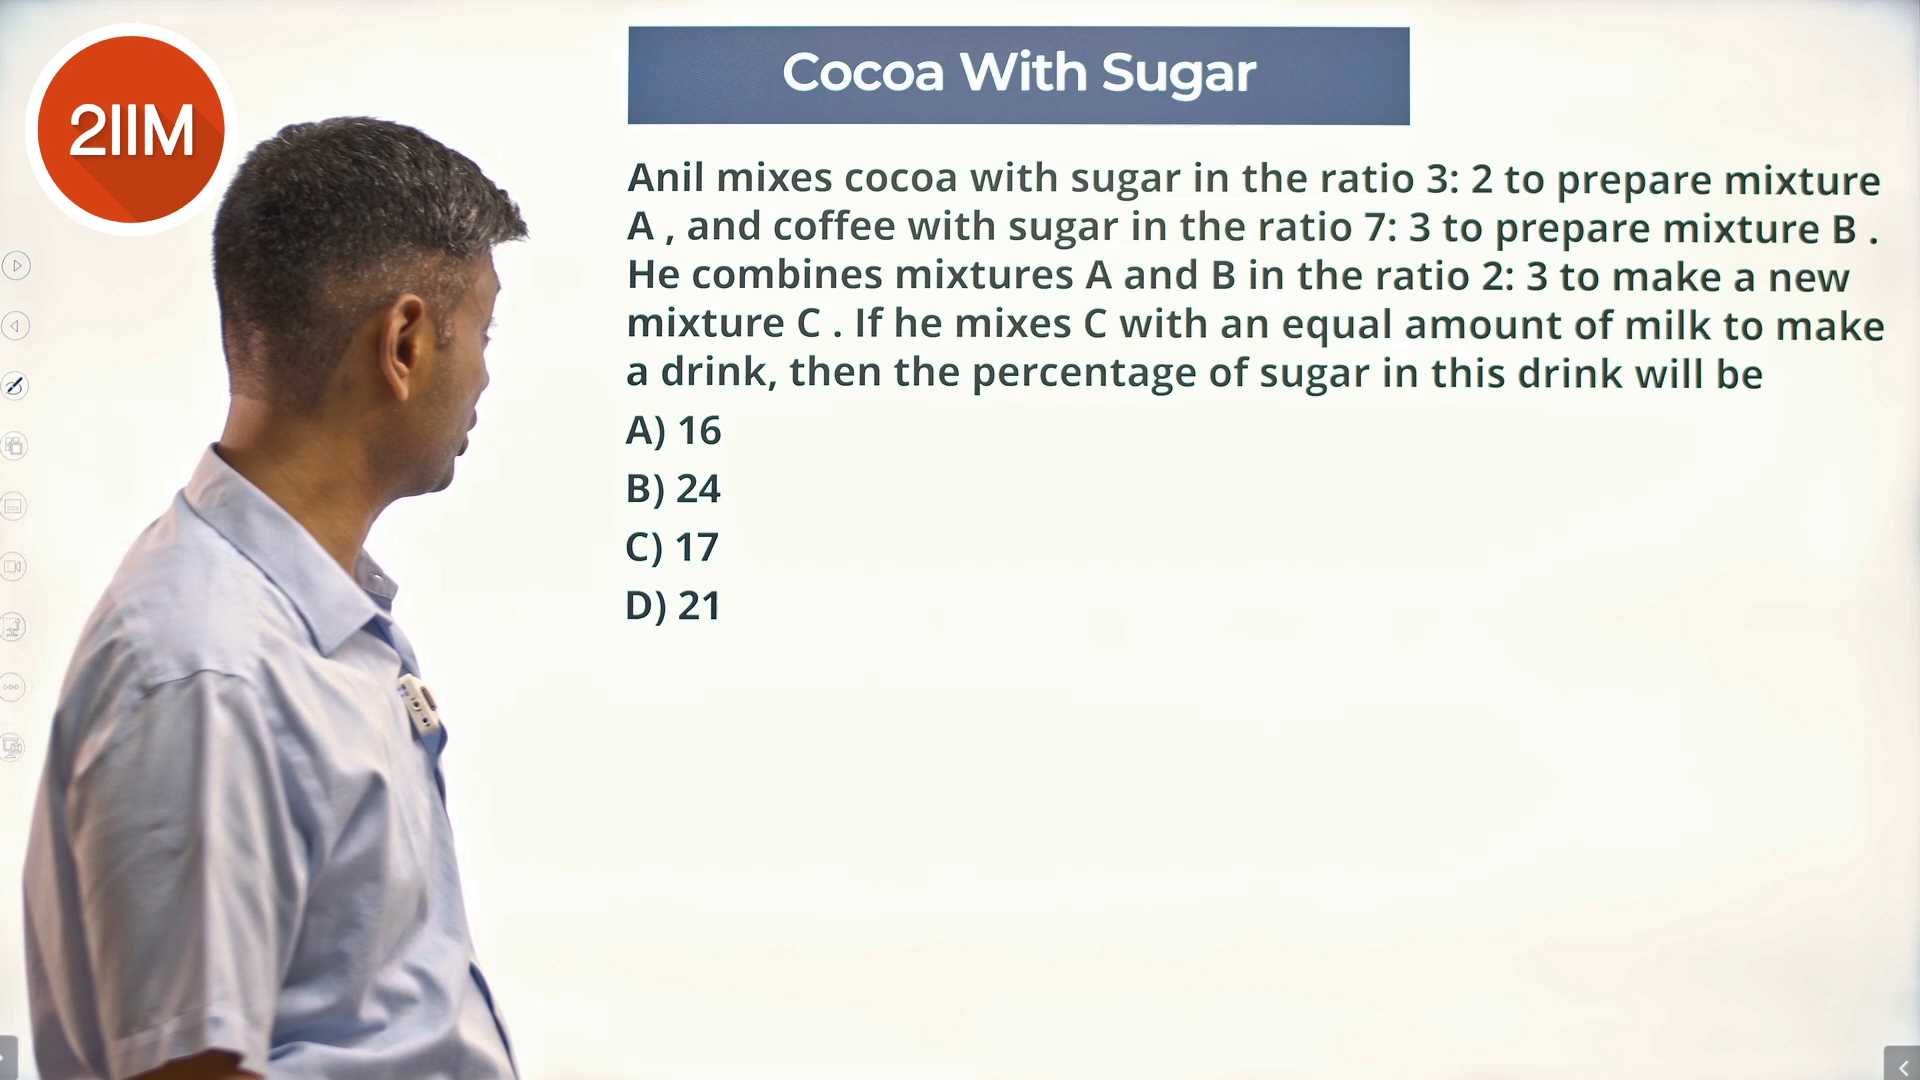 2IIM
Cocoa With Sugar
Anil mixes cocoa with sugar in the ratio 3: 2 to prepare mixture
A , and coffee with sugar in the ratio 7: 3 to prepare mixture B .
He combines mixtures A and B in the ratio 2: 3 to make a new
mixture C . If he mixes C with an equal amount of milk to make
a drink, then the percentage of sugar in this drink will be
A) 16
B) 24
C) 17
D) 21